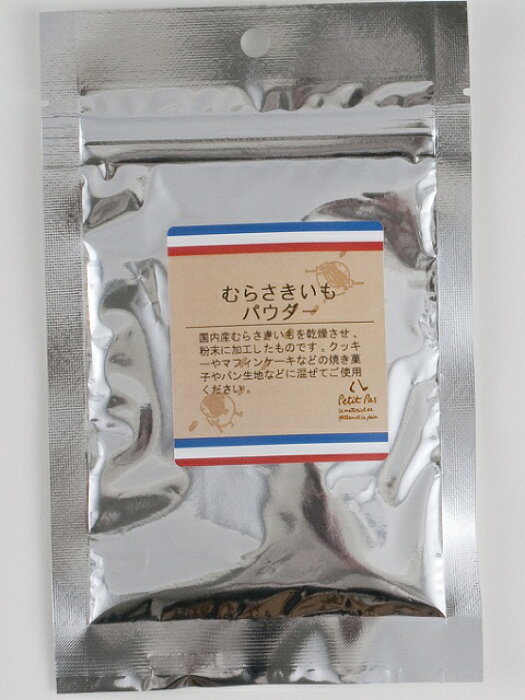 むらさきいも
パウダー
国内産むらさきいもを乾燥させ、
粉末に加工したものです。クッキ
ーやマフィンケーキなどの焼き菓
子やパン生地などに混ぜてご使用
ください。
Petit Pas